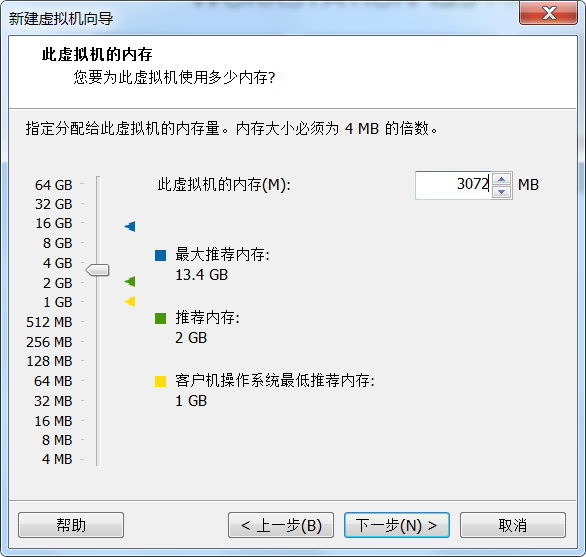 新建虚拟机向导
此虚拟机的内存
您要为此虚拟机使用多少内存?
指定分配给此虚拟机的内存量。内存大小必须为 4 MB 的倍数。
64 GB
32 GB
16 GB
8 GB
4 GB
2 GB
1 GB
512 MB
256 MB
128 MB
64 MB
32 MB
16 MB
8 MB
4 MB
此虚拟机的内存(M): 3072 MB
最大推荐内存:
13.4 GB
推荐内存:
2 GB
客户机操作系统最低推荐内存:
1 GB
帮助 < 上一步(B) 下一步(N) > 取消